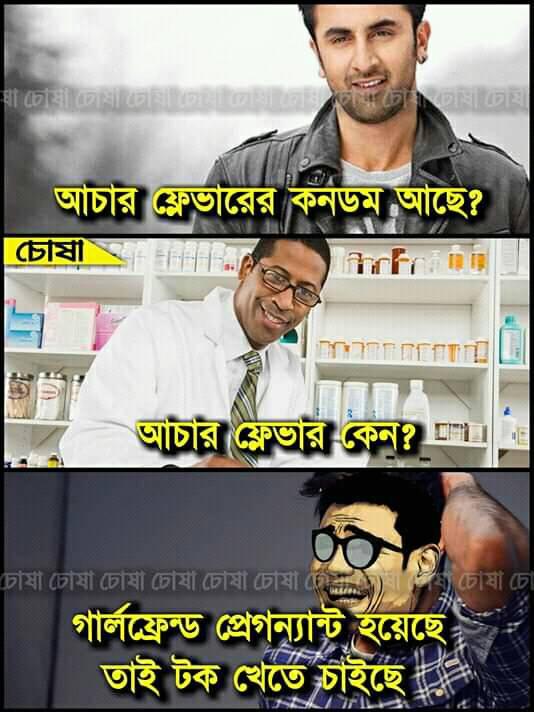 চোষা চোষা চোষা চোষা চোষা চোষা চোষা চোষা চোষা চোষা
আচার ফ্লেভারের কনডম আছে?
চোষা
আচার ফ্লেভার কেন?
চোষা চোষা চোষা চোষা চোষা চোষা চোষা চোষা চোষা চোষা
গার্লফ্রেন্ড প্রেগন্যান্ট হয়েছে
তাই টক খেতে চাইছে